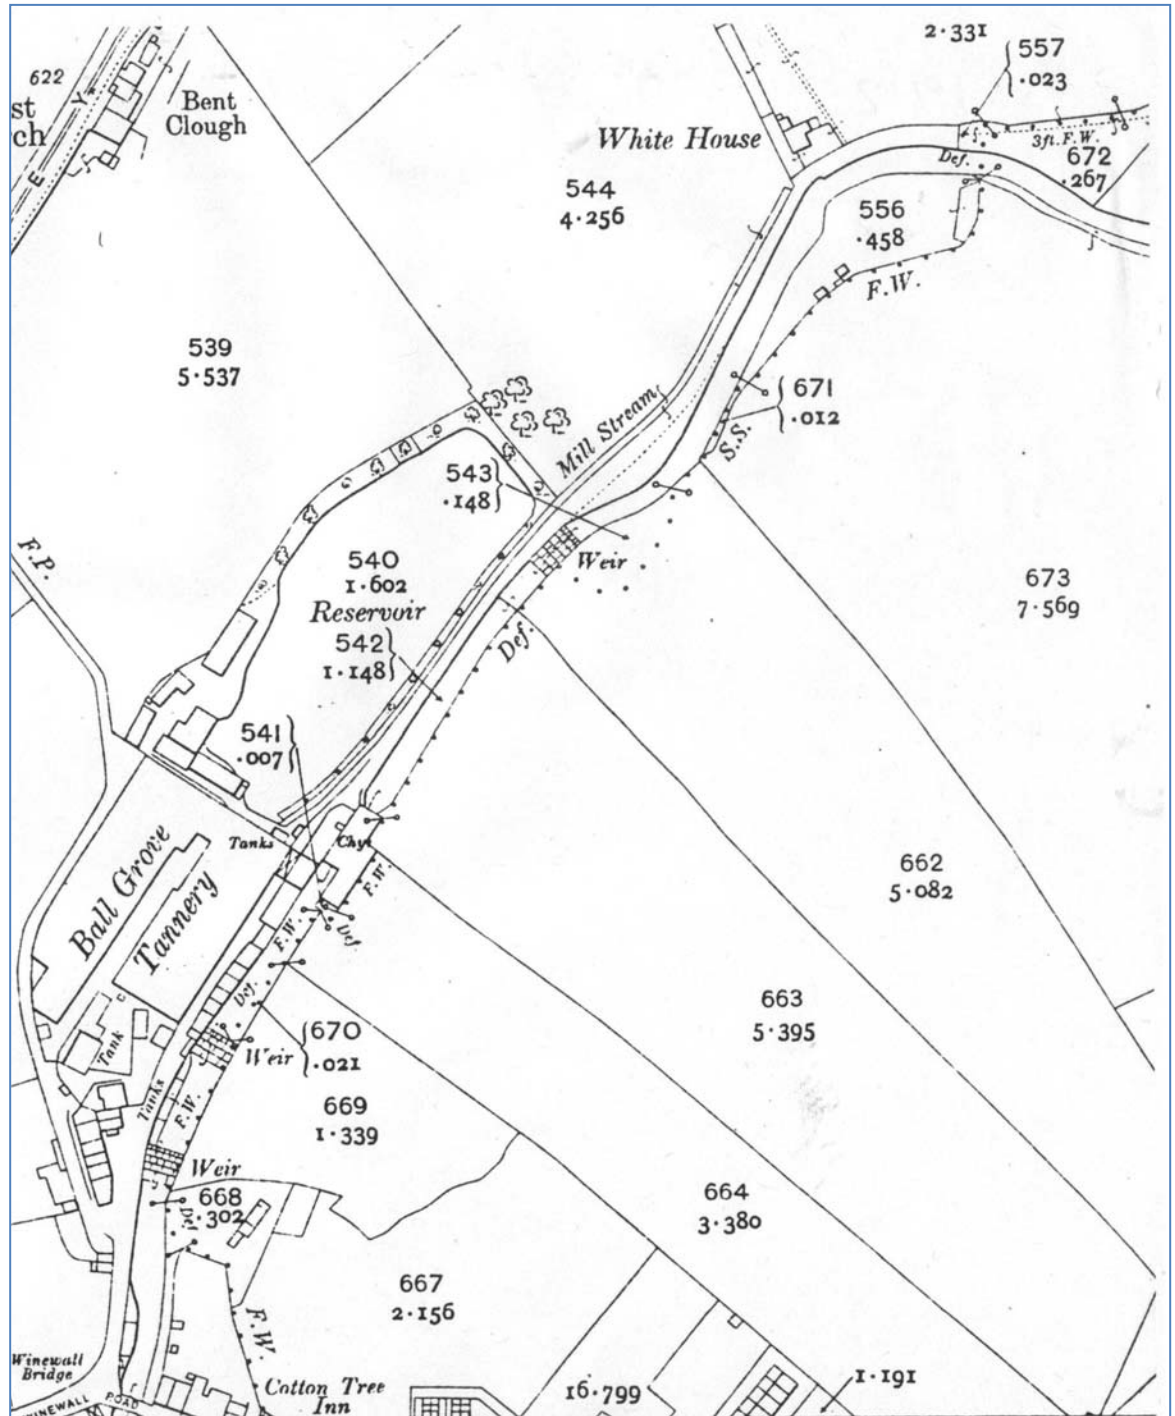 2·331
557
·023
622
st
ch
E Y
Bent
Clough
White House
3ft. F.W.
Def.
672
·267
544
4·256
556
·458
F.W.
539
5·537
671
·012
S.S.
Mill Stream
543
·148
F.P.
540
1·602
Reservoir
Weir
673
7·569
542
1·148
Def.
541
·007
Tanks
Chy.
F.W.
662
5·082
Ball Grove
Tannery
F.W.
Def.
Def.
663
5·395
670
·021
Weir
Tank
Tanks
F.W.
669
1·339
Weir
668
·302
Def.
664
3·380
667
2·156
F.W.
Winewall
Bridge
WINEWALL ROAD
Cotton Tree
Inn
16·799
1·191